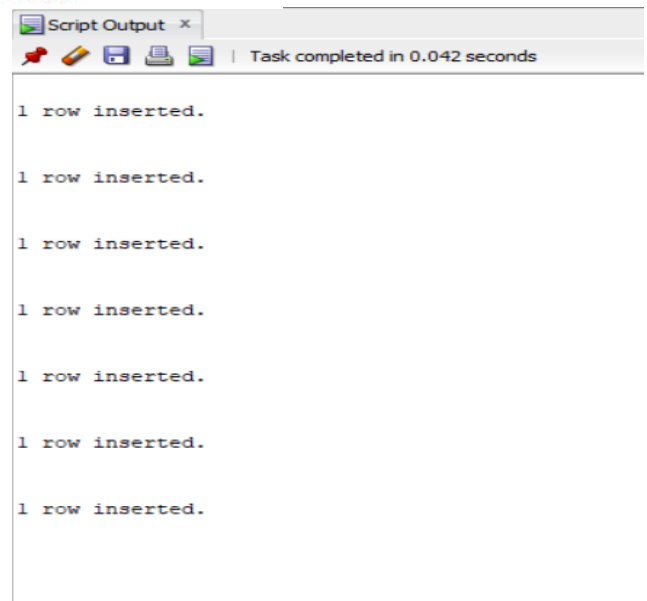 Script Output ×
Task completed in 0.042 seconds
1 row inserted.
1 row inserted.
1 row inserted.
1 row inserted.
1 row inserted.
1 row inserted.
1 row inserted.